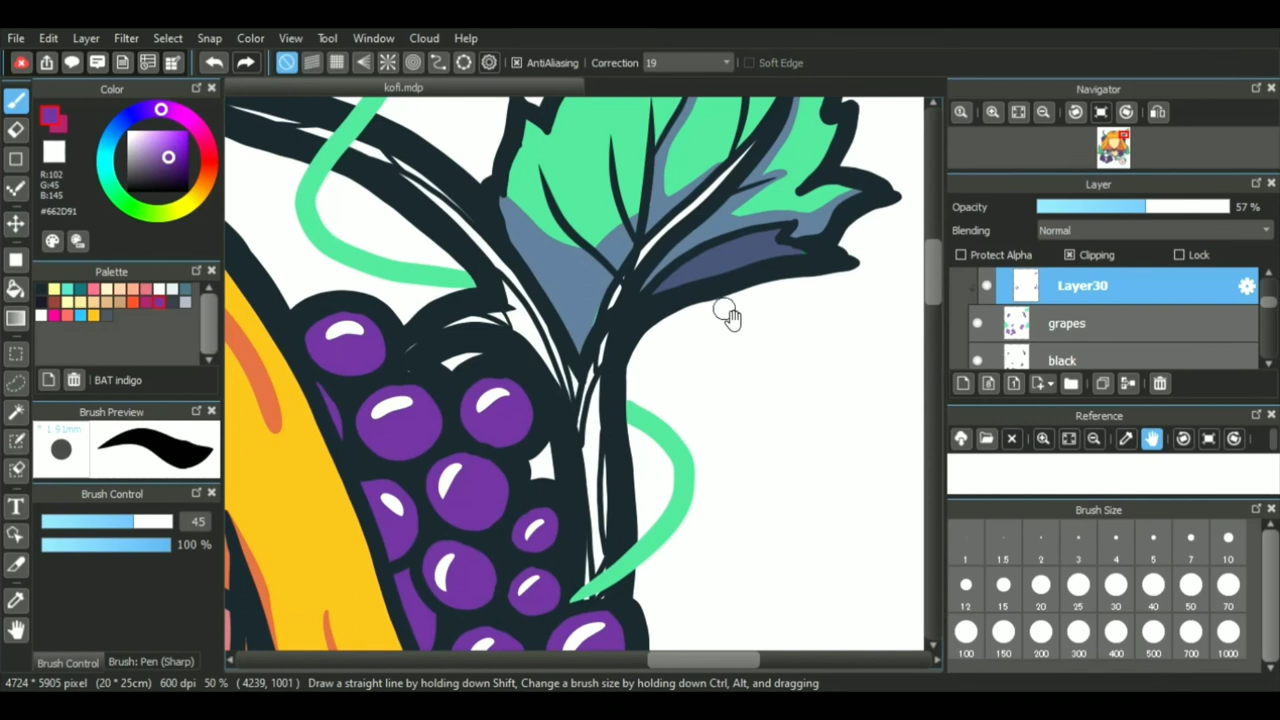 File Edit Layer Filter Select Snap Color View Tool Window Cloud Help
AntiAliasing Correction 19 Soft Edge
Color
kofi.mdp
Navigator
R:102
G:45
B:145
#662D91
Layer
Opacity 57 %
Blending Normal
Protect Alpha Clipping Lock
Palette
Layer30
grapes
black
BAT indigo
Brush Preview
* 1.91mm
Reference
Brush Control
45
100 %
Brush Size
1 1.5 2 3 4 5 7 10
12 15 20 25 30 40 50 70
100 150 200 300 400 500 700 1000
Brush Control Brush: Pen (Sharp)
4724 * 5905 pixel (20 * 25cm) 600 dpi 50 % ( 4239, 1001 ) Draw a straight line by holding down Shift, Change a brush size by holding down Ctrl, Alt, and dragging